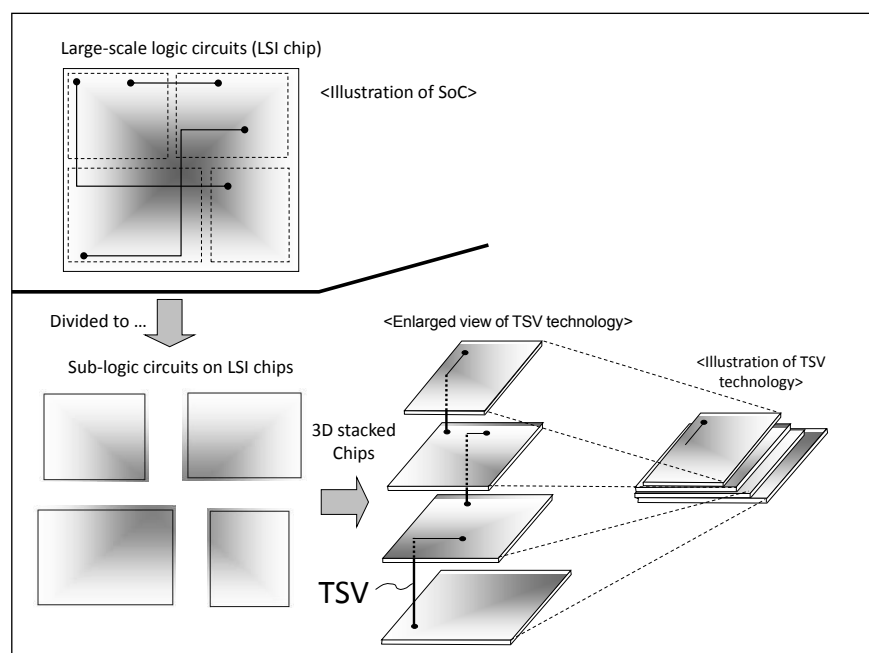 Large-scale logic circuits (LSI chip)
<Illustration of SoC>
Divided to ...
Sub-logic circuits on LSI chips
<Enlarged view of TSV technology>
<Illustration of TSV
technology>
3D stacked
Chips
TSV